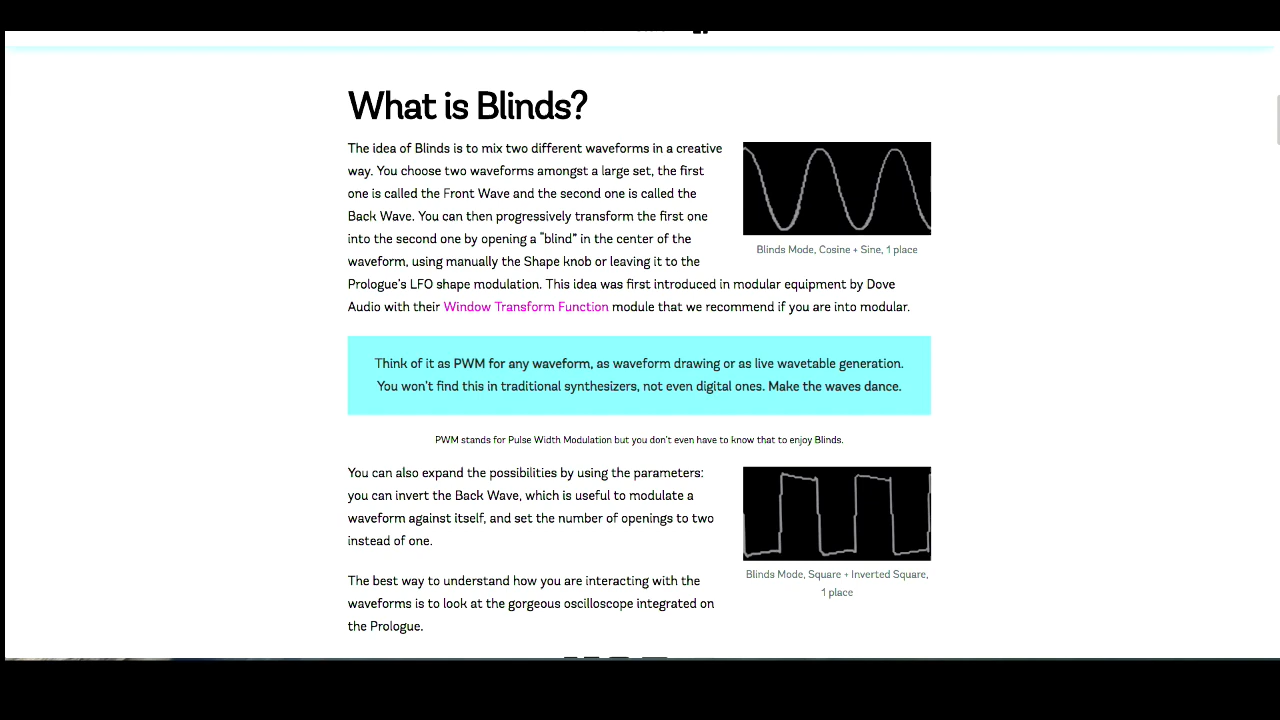 What is Blinds?
The idea of Blinds is to mix two different waveforms in a creative
way. You choose two waveforms amongst a large set, the first
one is called the Front Wave and the second one is called the
Back Wave. You can then progressively transform the first one
into the second one by opening a "blind" in the center of the
waveform, using manually the Shape knob or leaving it to the
Prologue's LFO shape modulation. This idea was first introduced in modular equipment by Dove
Audio with their Window Transform Function module that we recommend if you are into modular.
Blinds Mode, Cosine + Sine, 1 place
Think of it as PWM for any waveform, as waveform drawing or as live wavetable generation.
You won't find this in traditional synthesizers, not even digital ones. Make the waves dance.
PWM stands for Pulse Width Modulation but you don't even have to know that to enjoy Blinds.
You can also expand the possibilities by using the parameters:
you can invert the Back Wave, which is useful to modulate a
waveform against itself, and set the number of openings to two
instead of one.
Blinds Mode, Square + Inverted Square,
1 place
The best way to understand how you are interacting with the
waveforms is to look at the gorgeous oscilloscope integrated on
the Prologue.